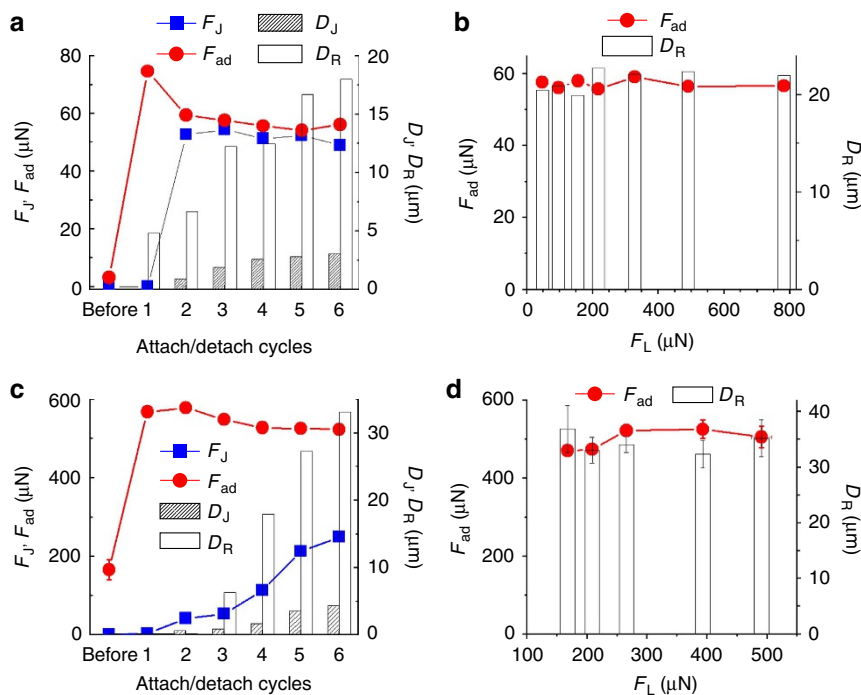 a
F_J
F_ad
D_J
D_R
F_J, F_ad (µN)
80
60
40
20
0
D_J, D_R (µm)
20
15
10
5
0
Before 1 2 3 4 5 6
Attach/detach cycles
b
F_ad
D_R
F_ad (µN)
60
40
20
0
D_R (µm)
20
10
0
0 200 400 600 800
F_L (µN)
c
F_J
F_ad
D_J
D_R
F_J, F_ad (µN)
600
400
200
0
D_J, D_R (µm)
30
20
10
0
Before 1 2 3 4 5 6
Attach/detach cycles
d
F_ad
D_R
F_ad (µN)
600
400
200
0
D_R (µm)
40
30
20
10
0
100 200 300 400 500
F_L (µN)